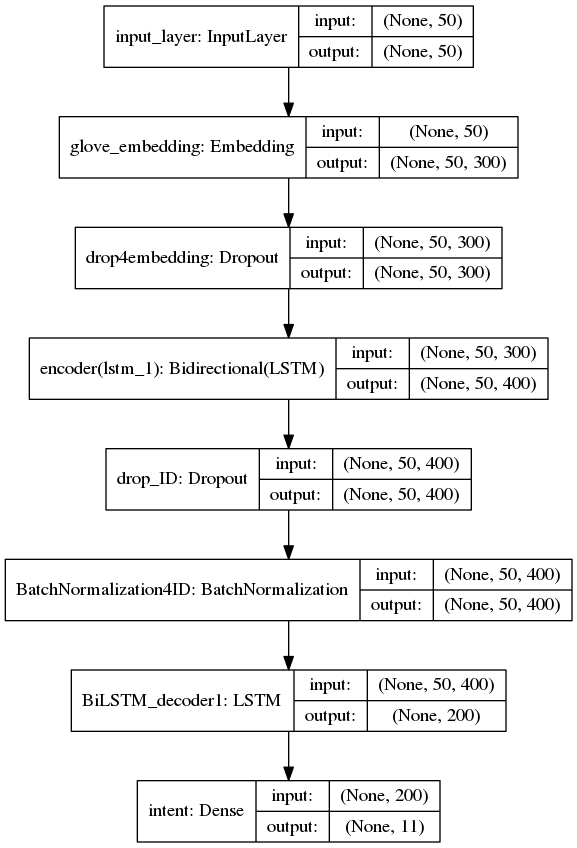 input_layer: InputLayer
input: (None, 50)
output: (None, 50)
glove_embedding: Embedding
input: (None, 50)
output: (None, 50, 300)
drop4embedding: Dropout
input: (None, 50, 300)
output: (None, 50, 300)
encoder(lstm_1): Bidirectional(LSTM)
input: (None, 50, 300)
output: (None, 50, 400)
drop_ID: Dropout
input: (None, 50, 400)
output: (None, 50, 400)
BatchNormalization4ID: BatchNormalization
input: (None, 50, 400)
output: (None, 50, 400)
BiLSTM_decoder1: LSTM
input: (None, 50, 400)
output: (None, 200)
intent: Dense
input: (None, 200)
output: (None, 11)